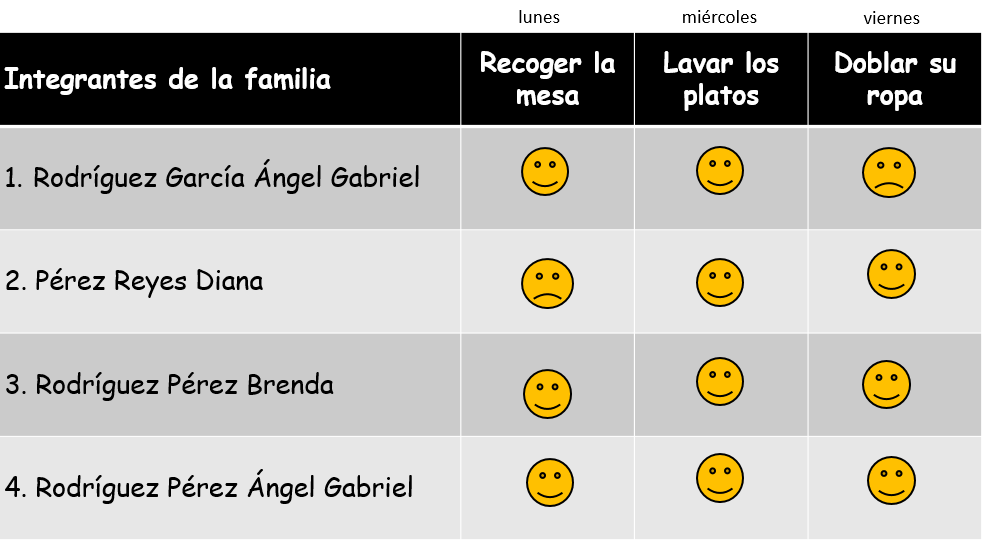 lunes miércoles viernes
Integrantes de la familia
Recoger la
mesa
Lavar los
platos
Doblar su
ropa
1. Rodríguez García Ángel Gabriel
2. Pérez Reyes Diana
3. Rodríguez Pérez Brenda
4. Rodríguez Pérez Ángel Gabriel